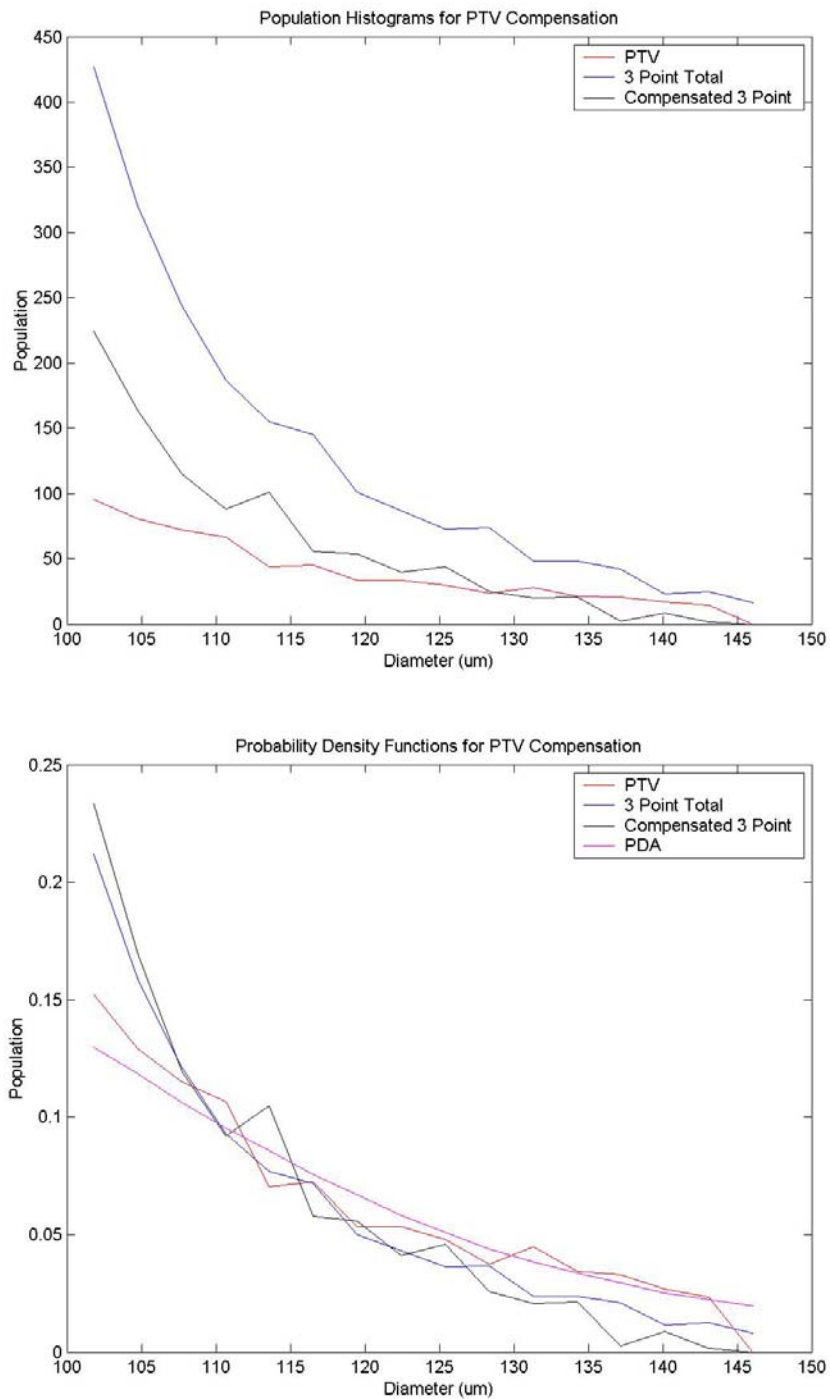 Population Histograms for PTV Compensation
450
400
350
300
250
200
150
100
50
0
Population
PTV
3 Point Total
Compensated 3 Point
100 105 110 115 120 125 130 135 140 145 150
Diameter (um)
Probability Density Functions for PTV Compensation
0.25
0.2
0.15
0.1
0.05
0
Population
PTV
3 Point Total
Compensated 3 Point
PDA
100 105 110 115 120 125 130 135 140 145 150
Diameter (um)